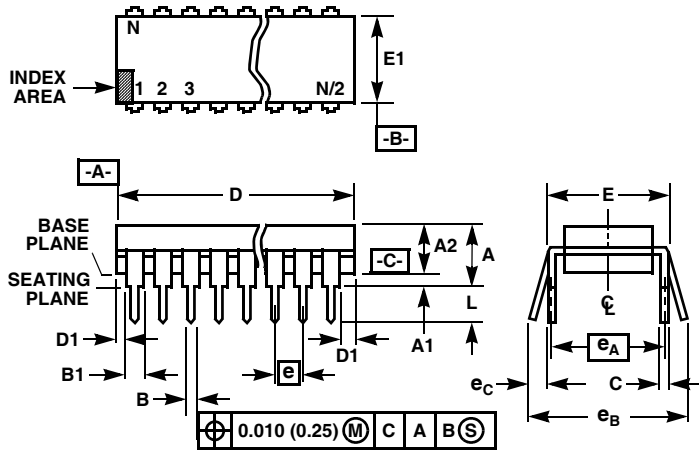 N
E1
INDEX
AREA
1 2 3 N/2
-B-
-A-
D
E
BASE
PLANE
A2
A
-C-
SEATING
PLANE
L
C L
D1
A1
D1
e
eA
B1
eC
C
B
eB
0.010 (0.25) M C A B S